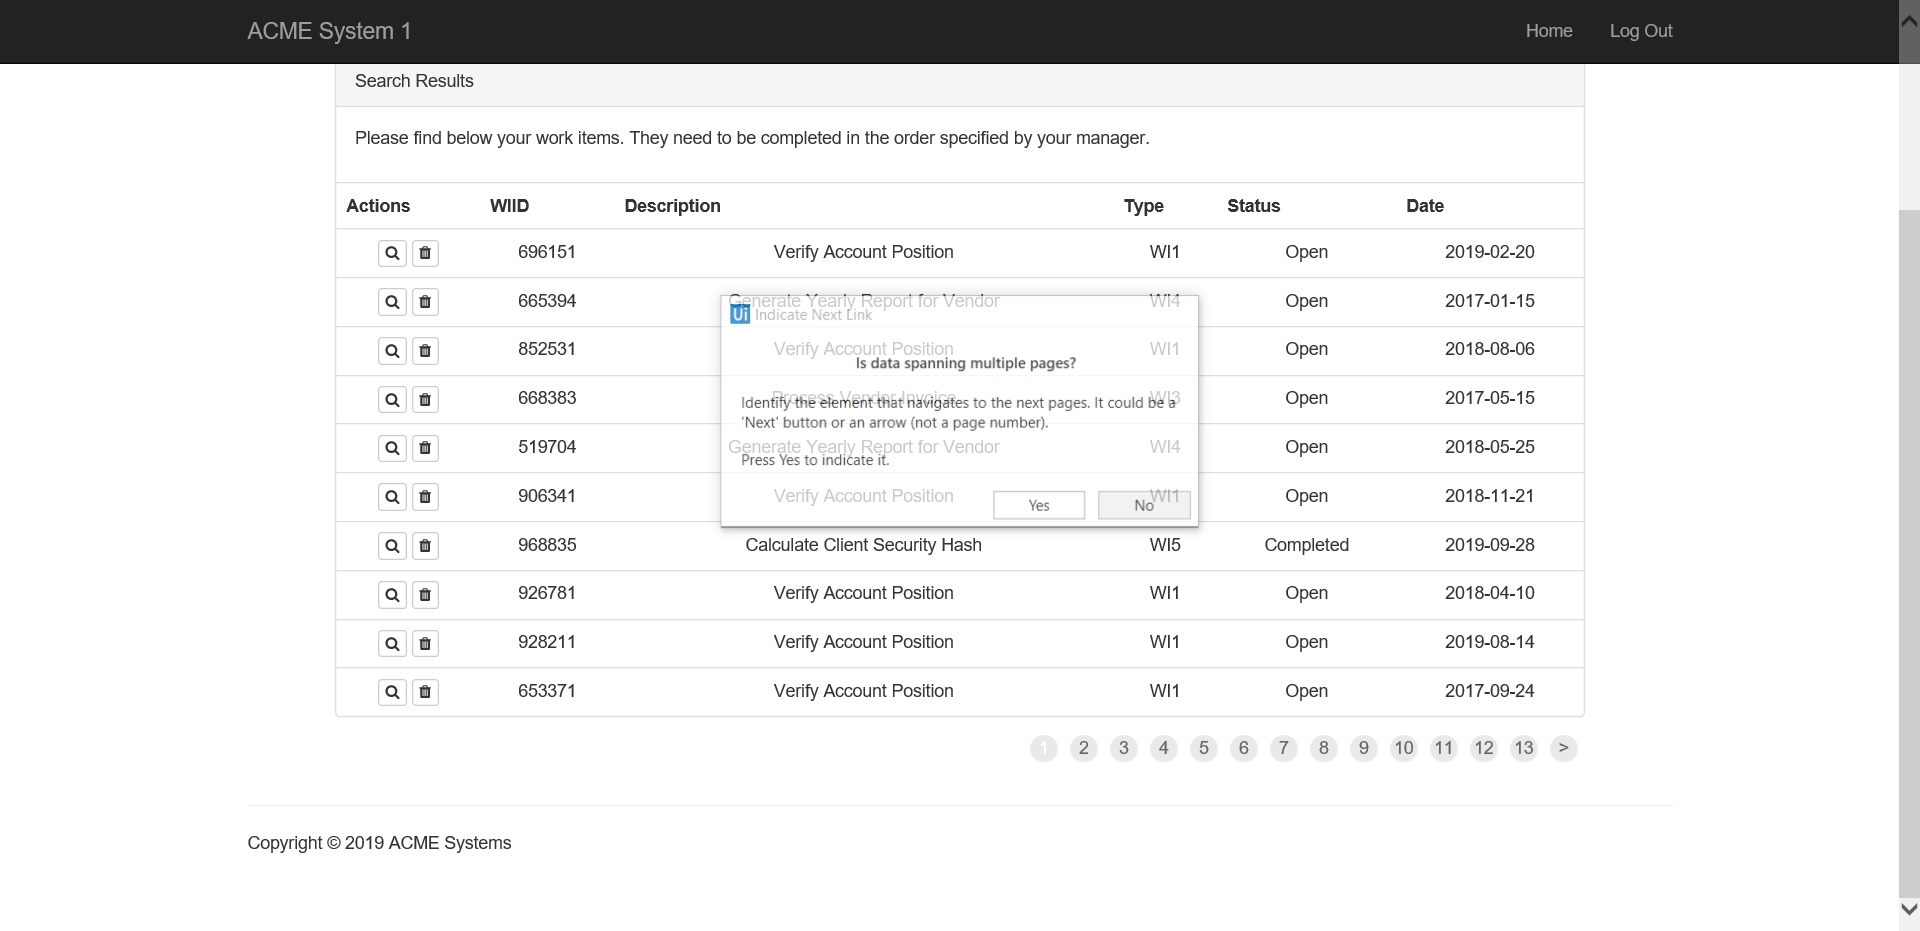 ACME System 1 Home Log Out
Search Results
Please find below your work items. They need to be completed in the order specified by your manager.
Actions WIID Description Type Status Date
696151 Verify Account Position WI1 Open 2019-02-20
665394 Generate Yearly Report for Vendor WI4 Open 2017-01-15
Ui Indicate Next Link
852531 Verify Account Position WI1 Open 2018-08-06
Is data spanning multiple pages?
668383 Process Vendor Invoice WI3 Open 2017-05-15
Identify the element that navigates to the next pages. It could be a
'Next' button or an arrow (not a page number).
519704 Generate Yearly Report for Vendor WI4 Open 2018-05-25
Press Yes to indicate it.
906341 Verify Account Position WI1 Open 2018-11-21
Yes No
968835 Calculate Client Security Hash WI5 Completed 2019-09-28
926781 Verify Account Position WI1 Open 2018-04-10
928211 Verify Account Position WI1 Open 2019-08-14
653371 Verify Account Position WI1 Open 2017-09-24
1 2 3 4 5 6 7 8 9 10 11 12 13 >
Copyright © 2019 ACME Systems